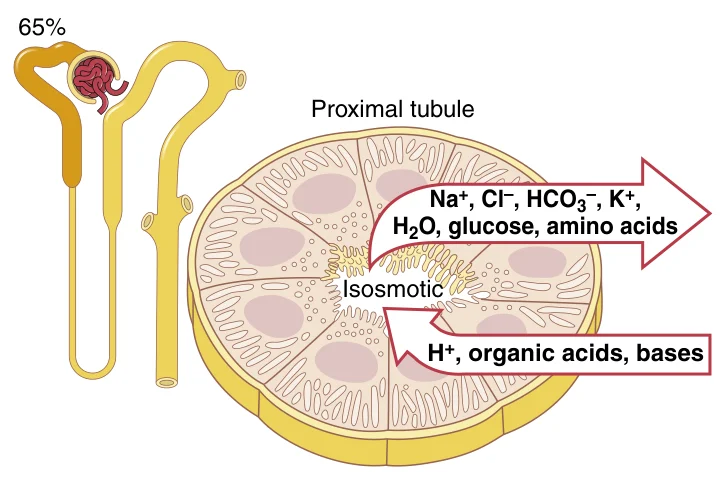 65%
Proximal tubule
Na⁺, Cl⁻, HCO₃⁻, K⁺,
H₂O, glucose, amino acids
Isosmotic
H⁺, organic acids, bases